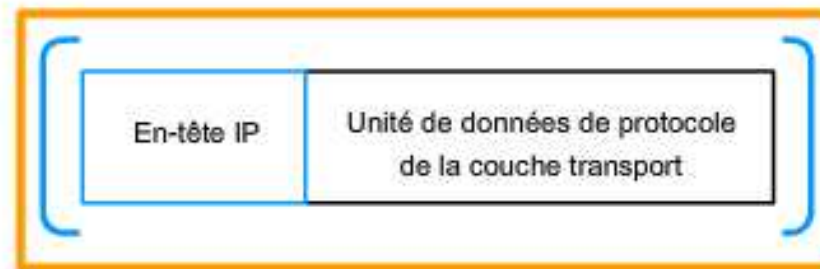 En-tête IP
Unité de données de protocole
de la couche transport